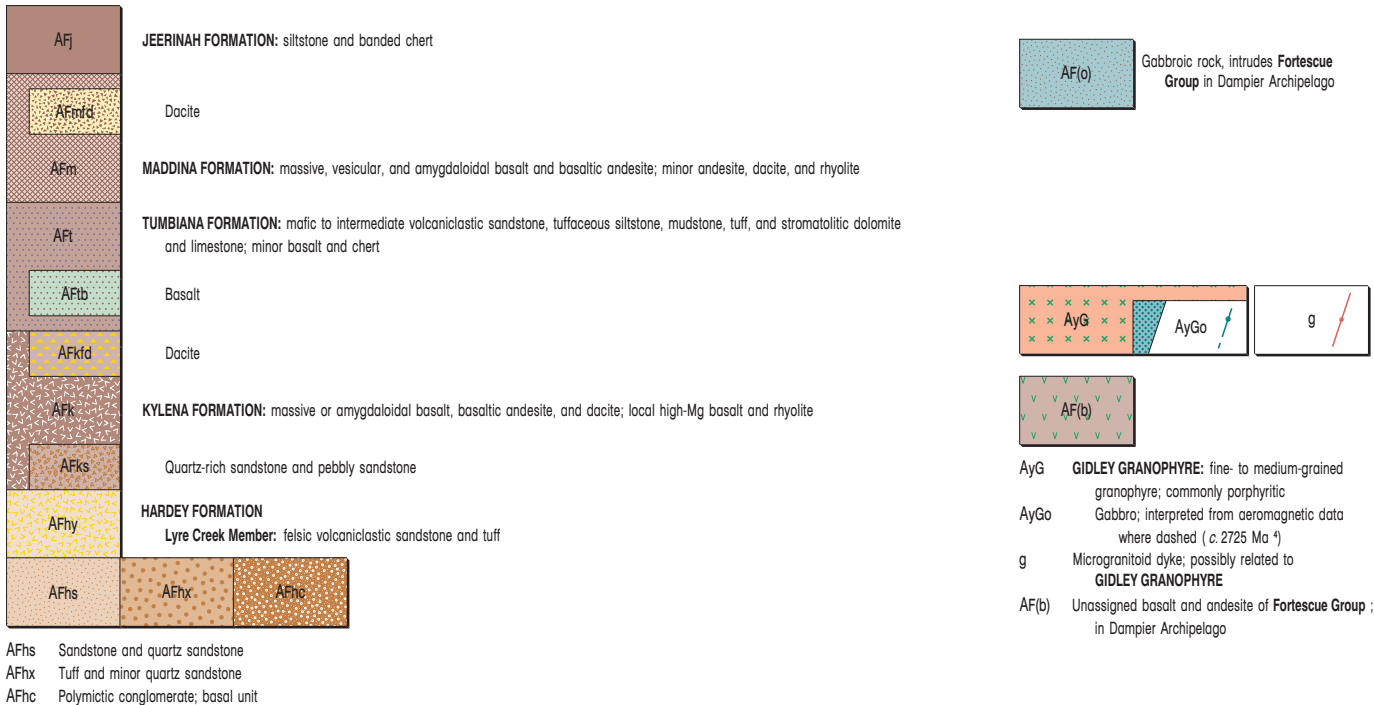 AFj
JEERINAH FORMATION: siltstone and banded chert
AFmfd
Dacite
AFm
MADDINA FORMATION: massive, vesicular, and amygdaloidal basalt and basaltic andesite; minor andesite, dacite, and rhyolite
AFt
TUMBIANA FORMATION: mafic to intermediate volcaniclastic sandstone, tuffaceous siltstone, mudstone, tuff, and stromatolitic dolomite
and limestone; minor basalt and chert
AFtb
Basalt
AFkfd
Dacite
AFk
KYLENA FORMATION: massive or amygdaloidal basalt, basaltic andesite, and dacite; local high-Mg basalt and rhyolite
AFks
Quartz-rich sandstone and pebbly sandstone
AFhy
HARDEY FORMATION
Lyre Creek Member: felsic volcaniclastic sandstone and tuff
AFhs AFhx AFhc
AFhs Sandstone and quartz sandstone
AFhx Tuff and minor quartz sandstone
AFhc Polymictic conglomerate; basal unit
AF(o)
Gabbroic rock, intrudes Fortescue
Group in Dampier Archipelago
AyG AyGo g
AF(b)
AyG GIDLEY GRANOPHYRE: fine- to medium-grained
granophyre; commonly porphyritic
AyGo Gabbro; interpreted from aeromagnetic data
where dashed ( c. 2725 Ma ⁴)
g Microgranitoid dyke; possibly related to
GIDLEY GRANOPHYRE
AF(b) Unassigned basalt and andesite of Fortescue Group ;
in Dampier Archipelago